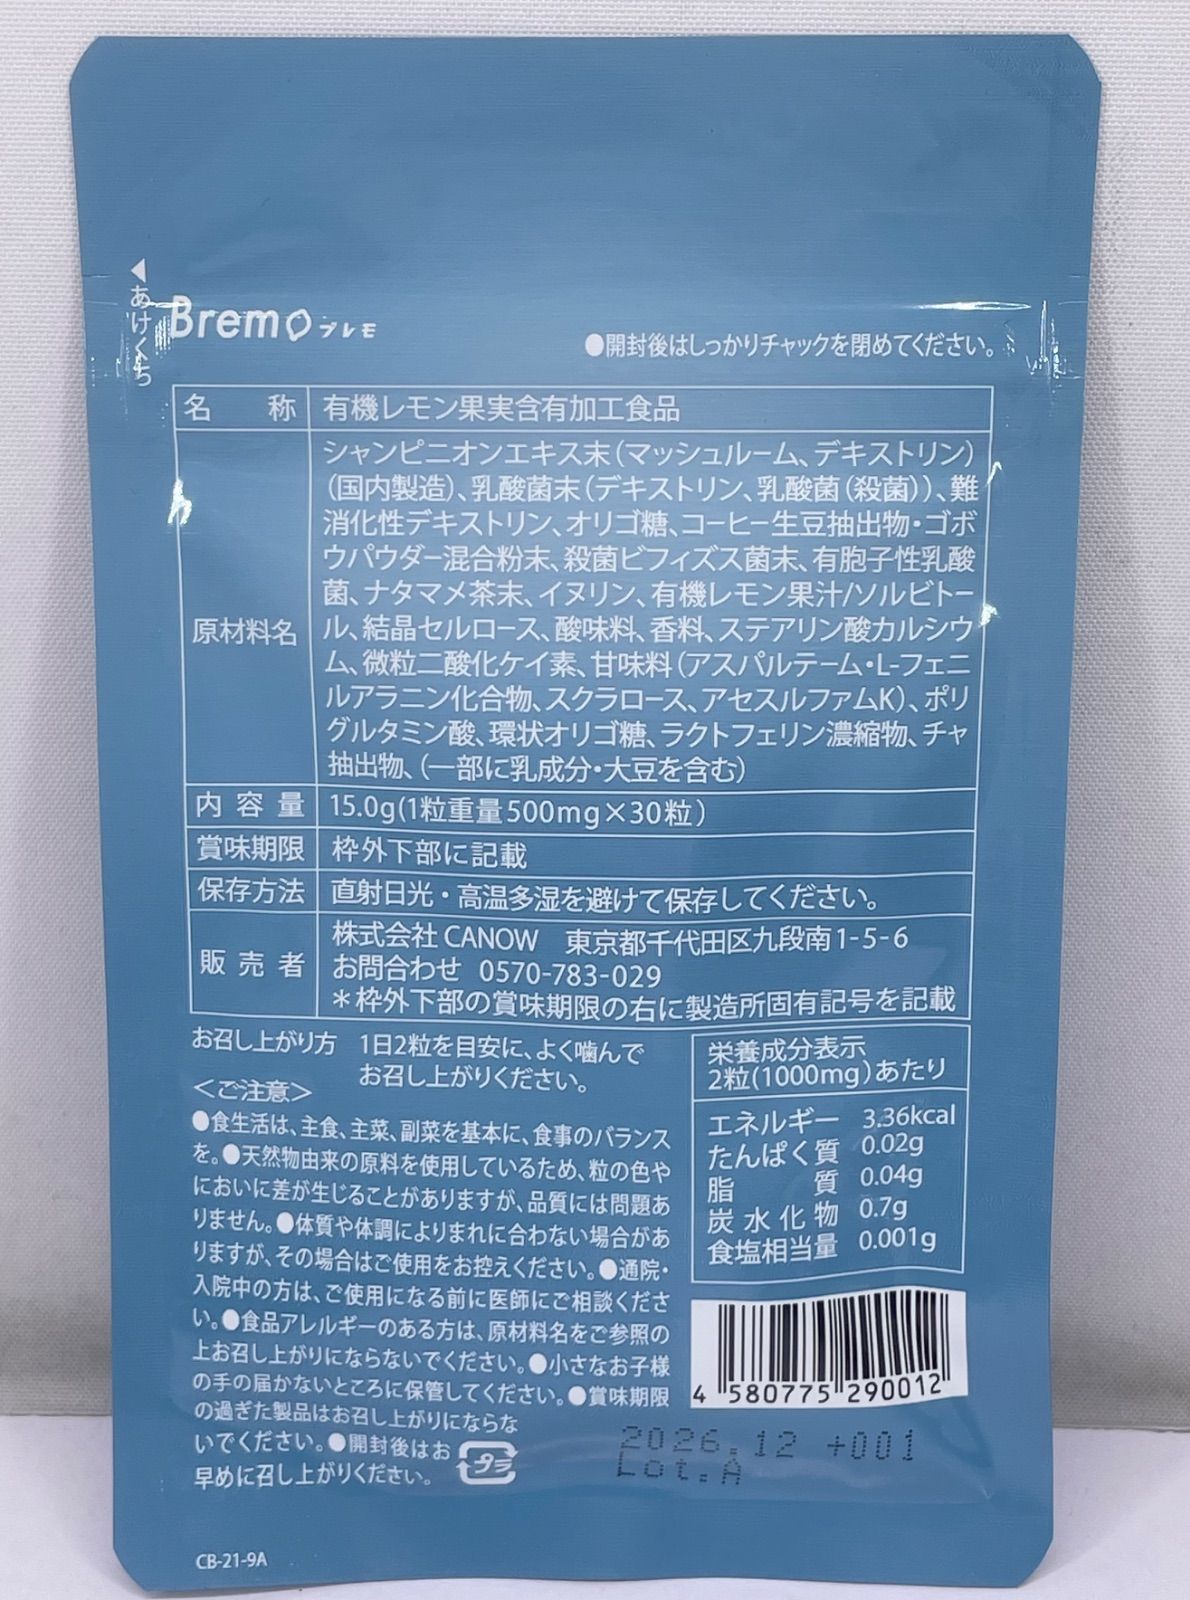 ◀あけくち
Bremo ブレモ
●開封後はしっかりチャックを閉めてください。
名称 有機レモン果実含有加工食品
原材料名
シャンピニオンエキス末（マッシュルーム、デキストリン）
（国内製造）、乳酸菌末（デキストリン、乳酸菌（殺菌））、難
消化性デキストリン、オリゴ糖、コーヒー生豆抽出物・ゴボ
ウパウダー混合粉末、殺菌ビフィズス菌末、有胞子性乳酸
菌、ナタマメ茶末、イヌリン、有機レモン果汁/ソルビトー
ル、結晶セルロース、酸味料、香料、ステアリン酸カルシウ
ム、微粒二酸化ケイ素、甘味料（アスパルテーム・L-フェニ
ルアラニン化合物、スクラロース、アセスルファムK）、ポリ
グルタミン酸、環状オリゴ糖、ラクトフェリン濃縮物、チャ
抽出物、（一部に乳成分・大豆を含む）
内容量 15.0g(1粒重量500mg×30粒）
賞味期限 枠外下部に記載
保存方法 直射日光・高温多湿を避けて保存してください。
販売者
株式会社 CANOW 東京都千代田区九段南1-5-6
お問合わせ 0570-783-029
＊枠外下部の賞味期限の右に製造所固有記号を記載
お召し上がり方 1日2粒を目安に、よく噛んで
お召し上がりください。
＜ご注意＞
●食生活は、主食、主菜、副菜を基本に、食事のバランス
を。●天然物由来の原料を使用しているため、粒の色や
においに差が生じることがありますが、品質には問題あ
りません。●体質や体調によりまれに合わない場合があ
りますが、その場合はご使用をお控えください。●通院・
入院中の方は、ご使用になる前に医師にご相談くださ
い。●食品アレルギーのある方は、原材料名をご参照の
上お召し上がりにならないでください。●小さなお子様
の手の届かないところに保管してください。●賞味期限
の過ぎた製品はお召し上がりにならな
いでください。●開封後はお
早めに召し上がりください。
プラ
栄養成分表示
2粒(1000mg)あたり
エネルギー 3.36kcal
たんぱく質 0.02g
脂質 0.04g
炭水化物 0.7g
食塩相当量 0.001g
4 580775 290012
2026.12 +001
Lot.A
CB-21-9A